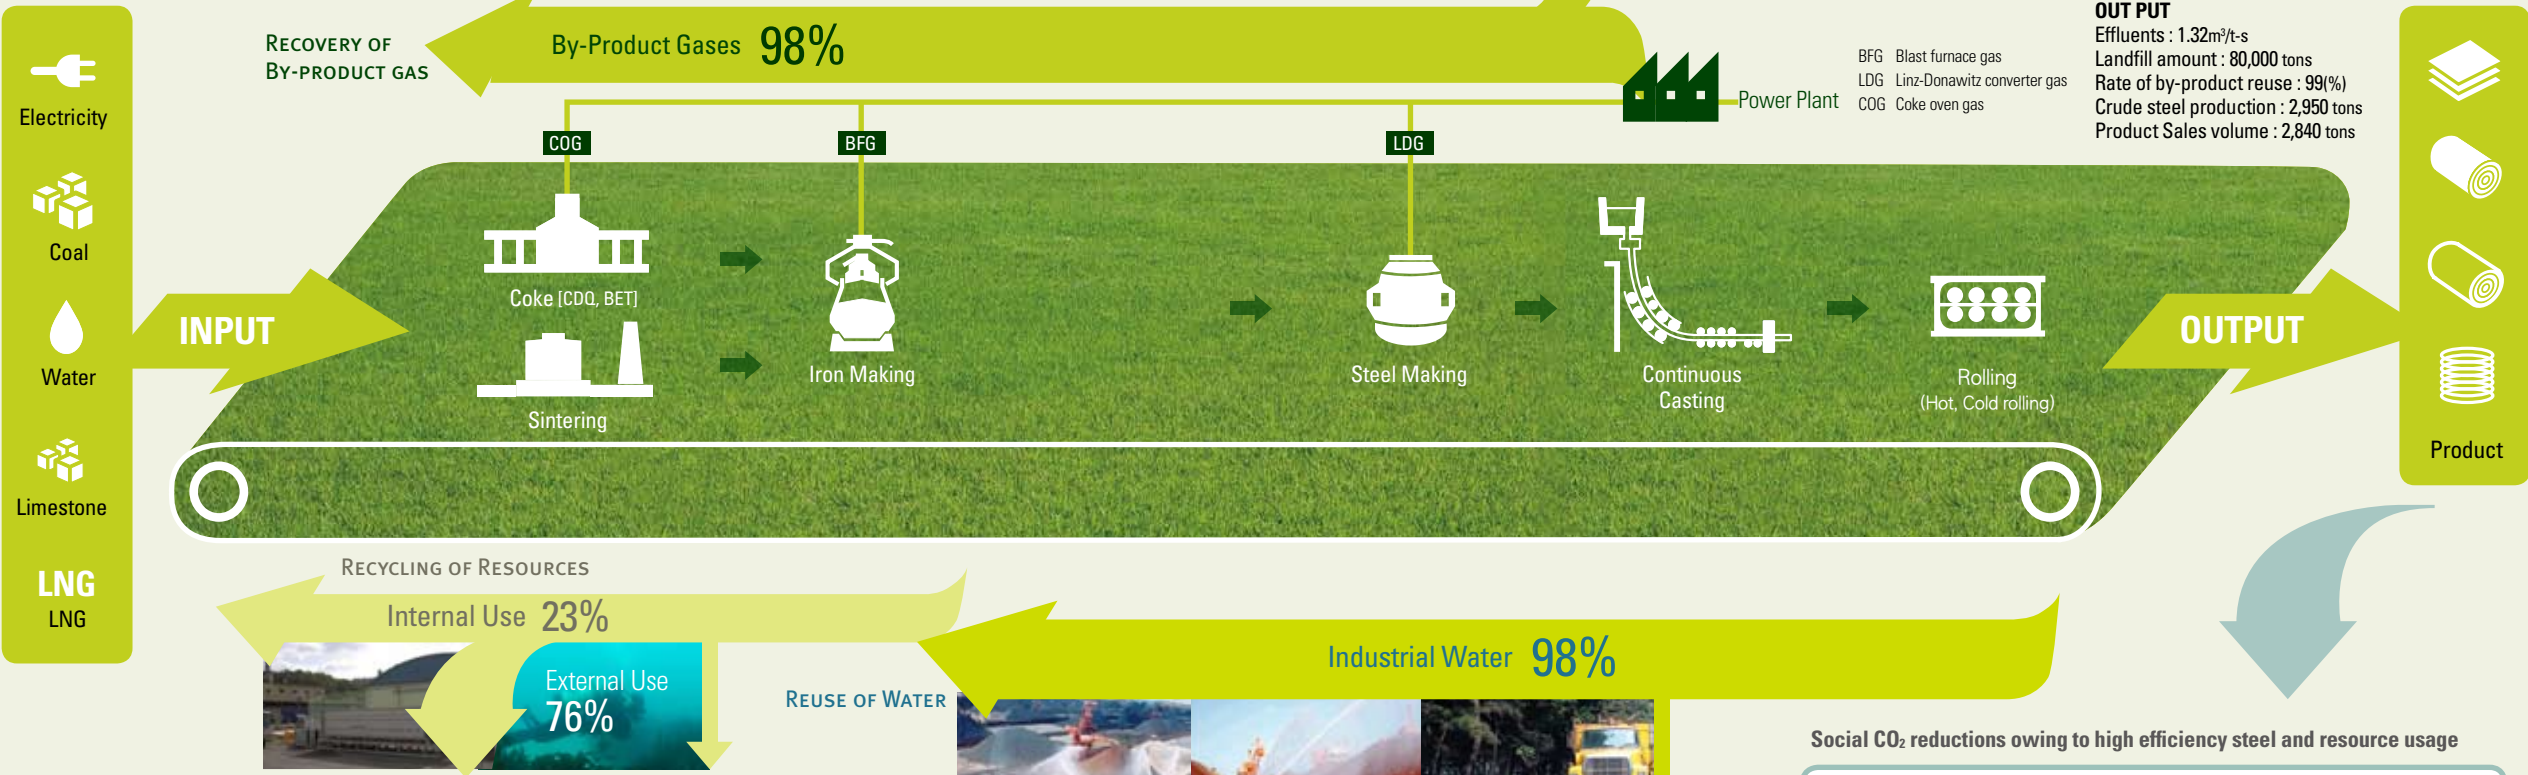 Electricity
Coal
Water
Limestone
LNG
LNG
INPUT
RECOVERY OF
BY-PRODUCT GAS
By-Product Gases 98%
COG
BFG
LDG
Power Plant
BFG Blast furnace gas
LDG Linz-Donawitz converter gas
COG Coke oven gas
OUT PUT
Effluents : 1.32m³/t-s
Landfill amount : 80,000 tons
Rate of by-product reuse : 99(%)
Crude steel production : 2,950 tons
Product Sales volume : 2,840 tons
Coke [CDQ, BET]
Sintering
Iron Making
Steel Making
Continuous
Casting
Rolling
(Hot, Cold rolling)
OUTPUT
Product
RECYCLING OF RESOURCES
Internal Use 23%
External Use
76%
REUSE OF WATER
Industrial Water 98%
Social CO₂ reductions owing to high efficiency steel and resource usage